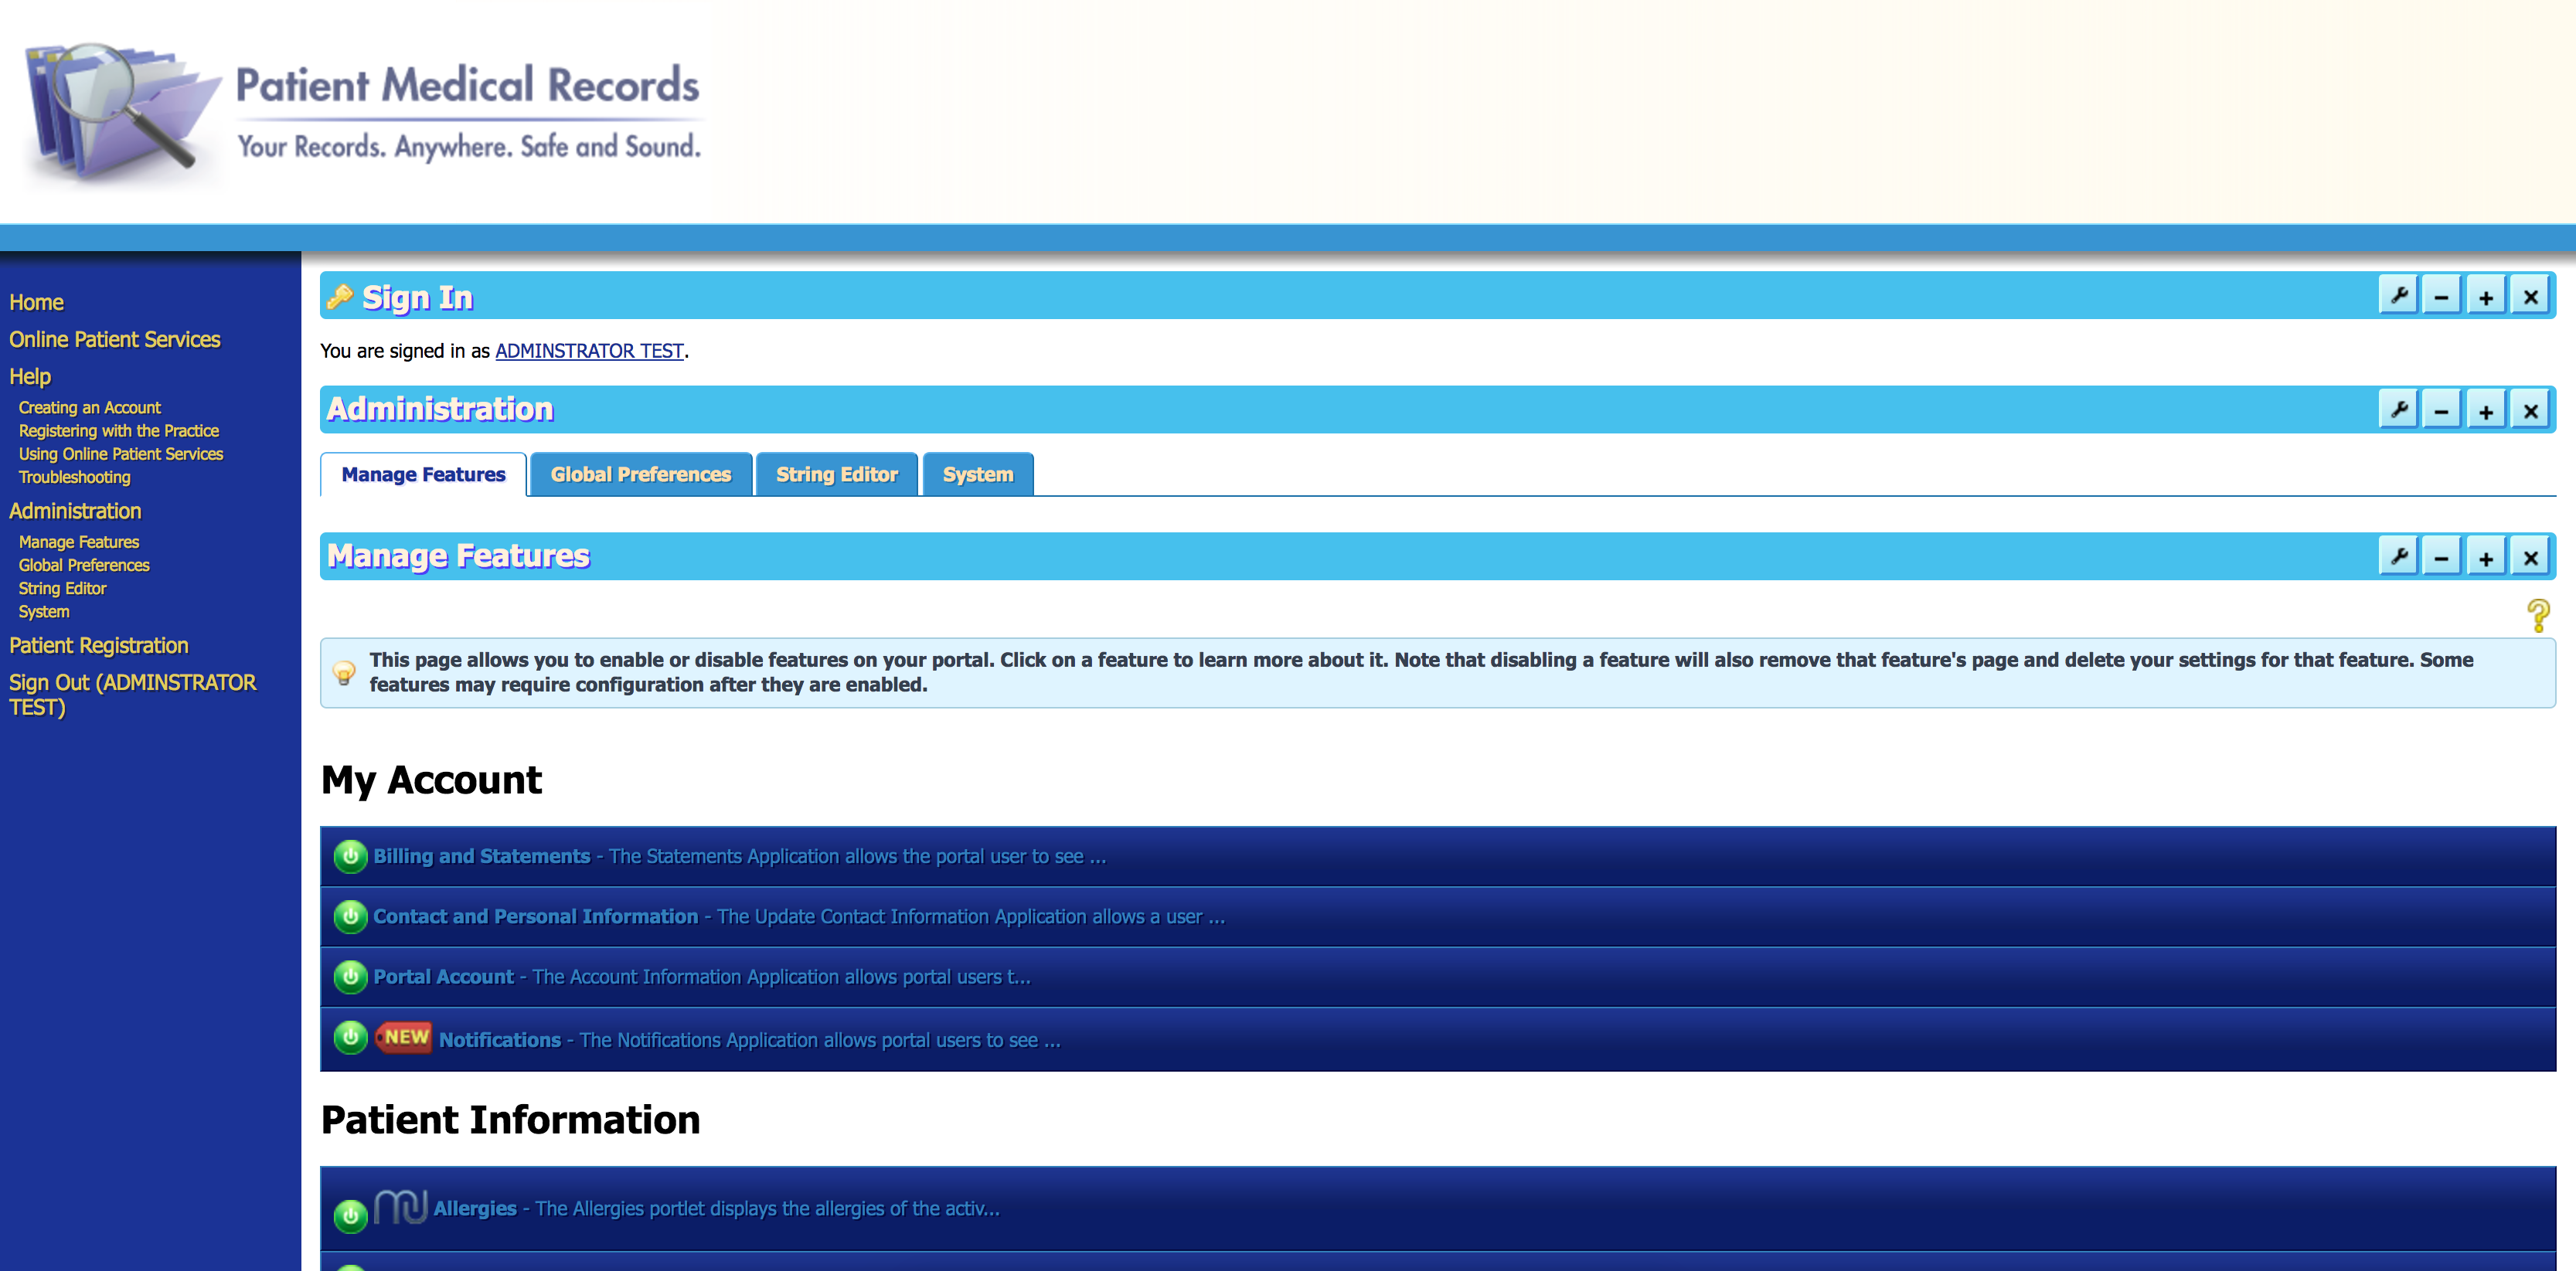 Patient Medical Records
Your Records. Anywhere. Safe and Sound.
Home
Online Patient Services
Help
Creating an Account
Registering with the Practice
Using Online Patient Services
Troubleshooting
Administration
Manage Features
Global Preferences
String Editor
System
Patient Registration
Sign Out (ADMINSTRATOR
TEST)
Sign In
You are signed in as ADMINSTRATOR TEST.
Administration
Manage Features
Global Preferences
String Editor
System
Manage Features
This page allows you to enable or disable features on your portal. Click on a feature to learn more about it. Note that disabling a feature will also remove that feature's page and delete your settings for that feature. Some
features may require configuration after they are enabled.
My Account
Billing and Statements - The Statements Application allows the portal user to see ...
Contact and Personal Information - The Update Contact Information Application allows a user ...
Portal Account - The Account Information Application allows portal users t...
NEW Notifications - The Notifications Application allows portal users to see ...
Patient Information
Allergies - The Allergies portlet displays the allergies of the activ...